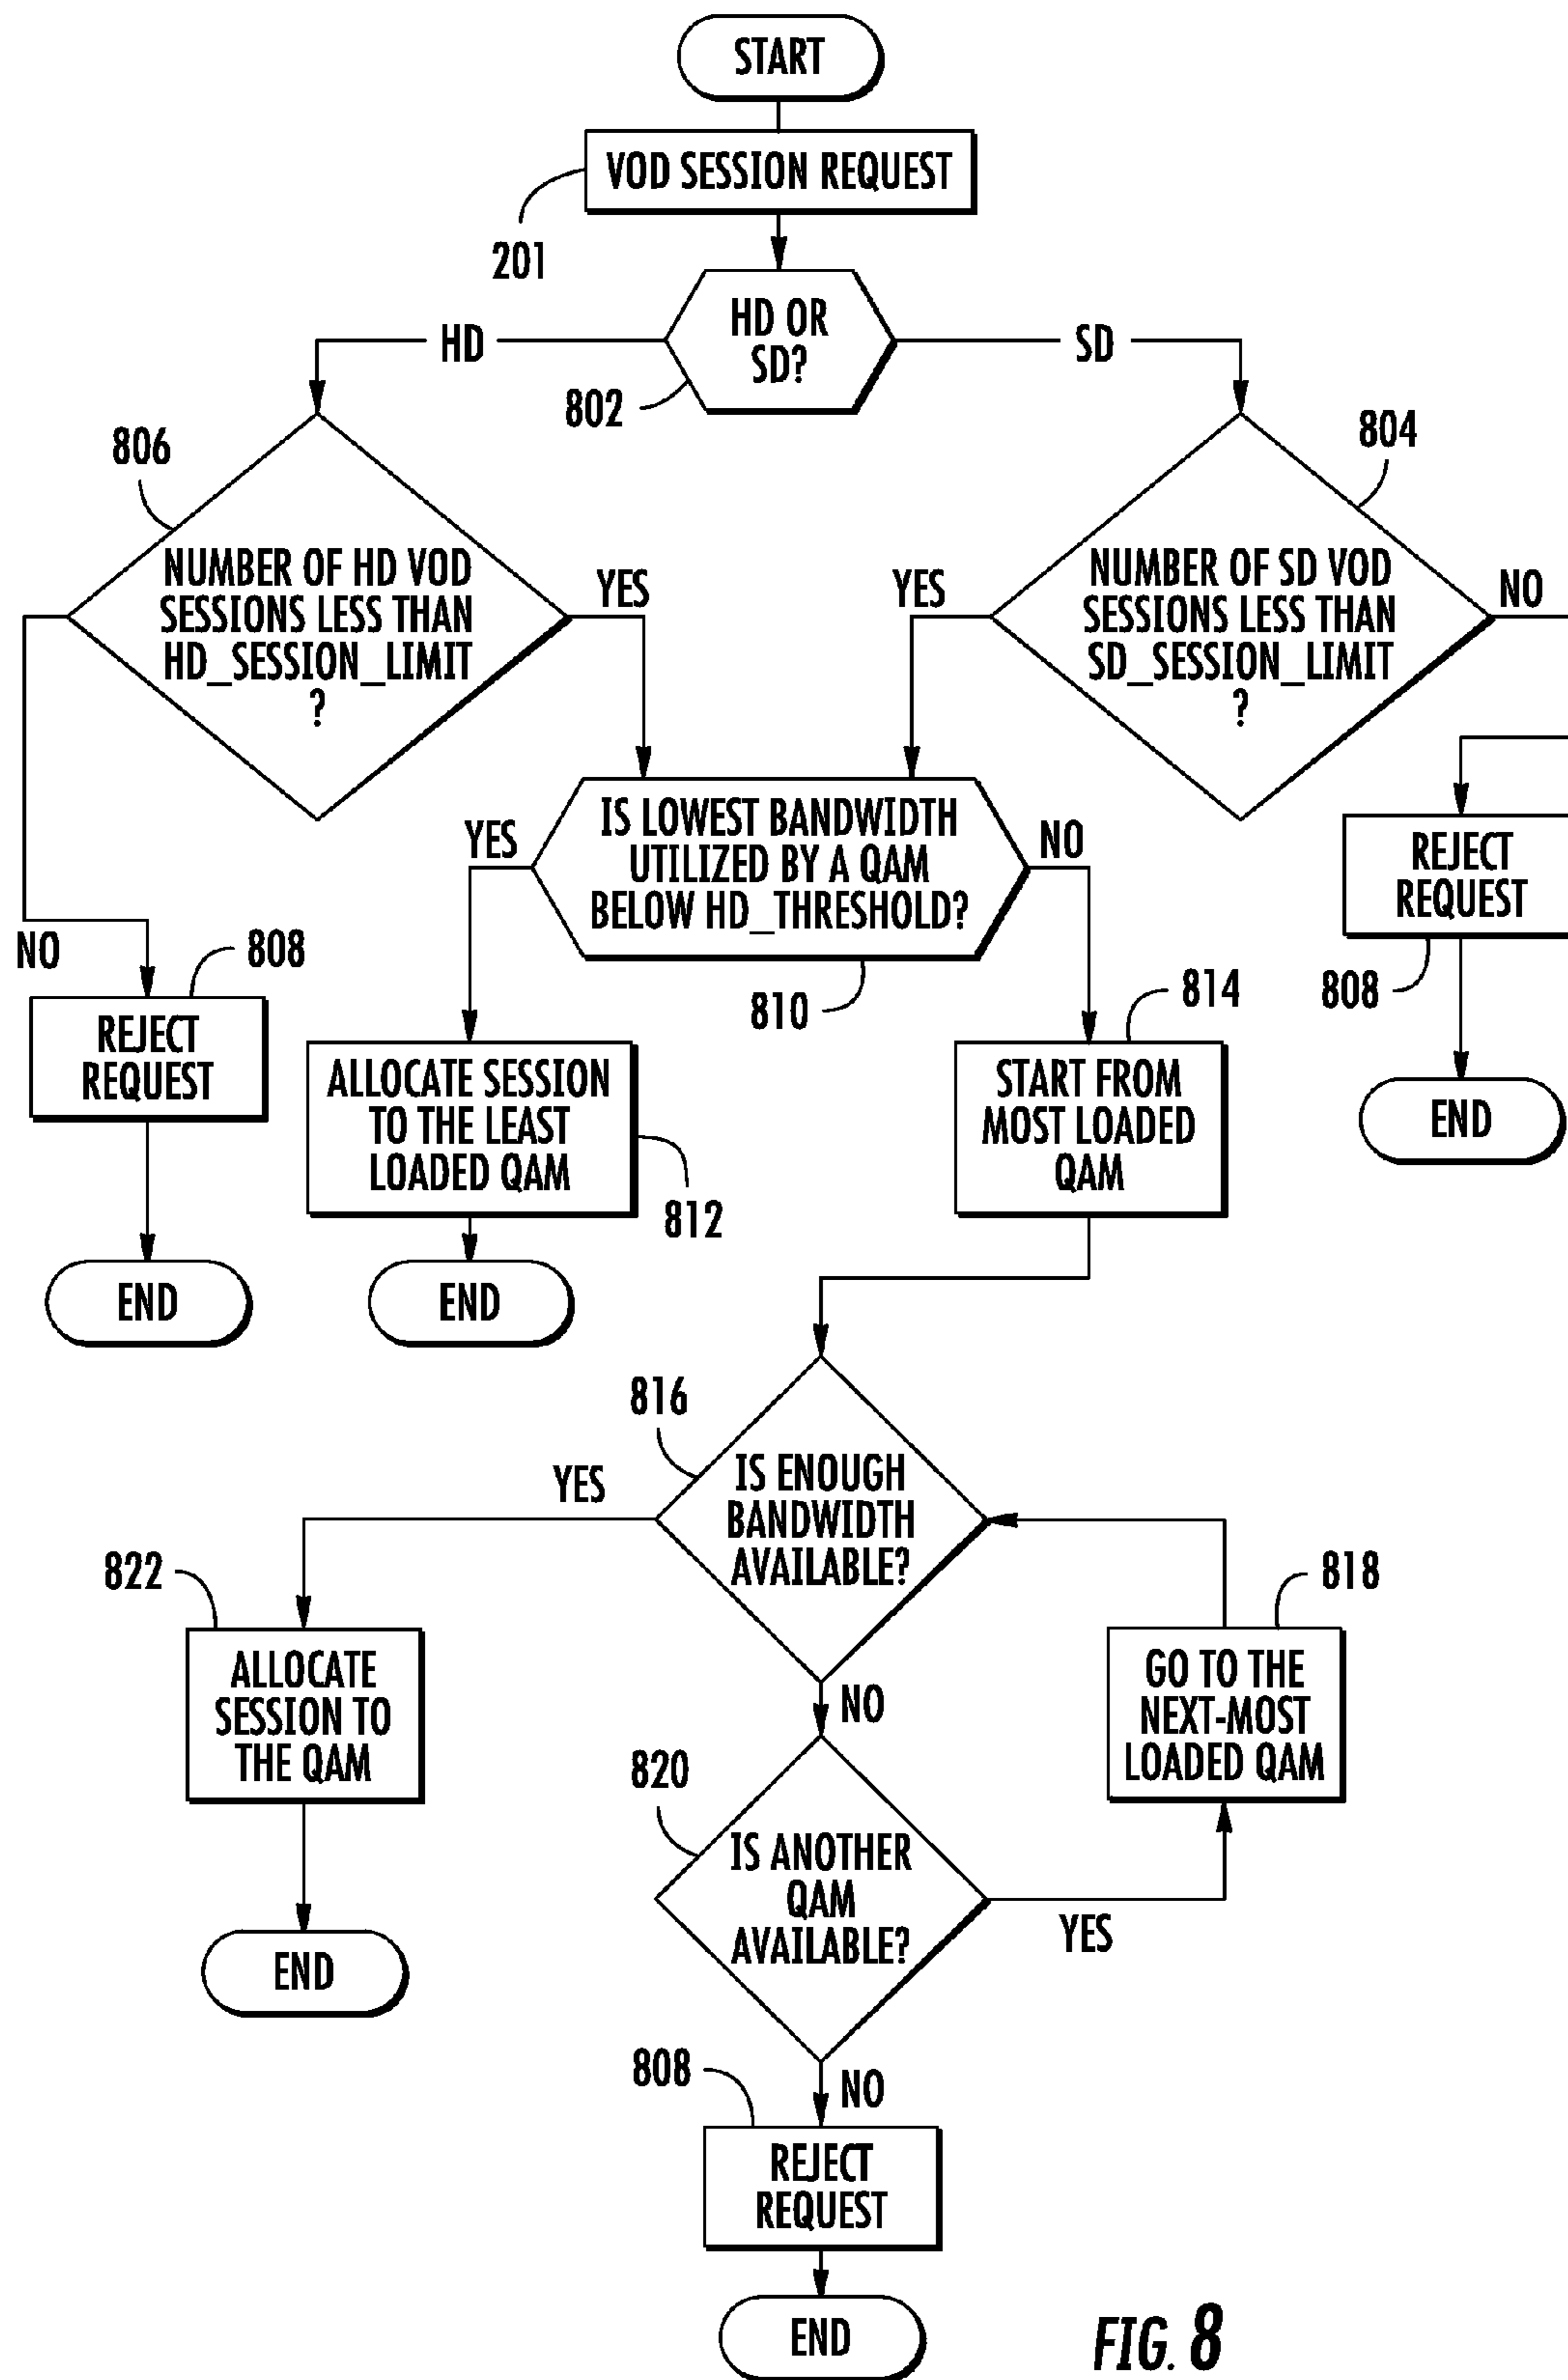 START
VOD SESSION REQUEST
201
HD OR
SD?
HD
SD
802
806
804
NUMBER OF HD VOD
SESSIONS LESS THAN
HD_SESSION_LIMIT
?
YES
NO
NUMBER OF SD VOD
SESSIONS LESS THAN
SD_SESSION_LIMIT
?
YES
NO
IS LOWEST BANDWIDTH
UTILIZED BY A QAM
BELOW HD_THRESHOLD?
YES
NO
810
808
REJECT
REQUEST
END
REJECT
REQUEST
808
END
ALLOCATE SESSION
TO THE LEAST
LOADED QAM
812
END
814
START FROM
MOST LOADED
QAM
816
IS ENOUGH
BANDWIDTH
AVAILABLE?
YES
NO
822
ALLOCATE
SESSION TO
THE QAM
END
818
GO TO THE
NEXT-MOST
LOADED QAM
820
IS ANOTHER
QAM
AVAILABLE?
YES
NO
808
REJECT
REQUEST
END
FIG. 8